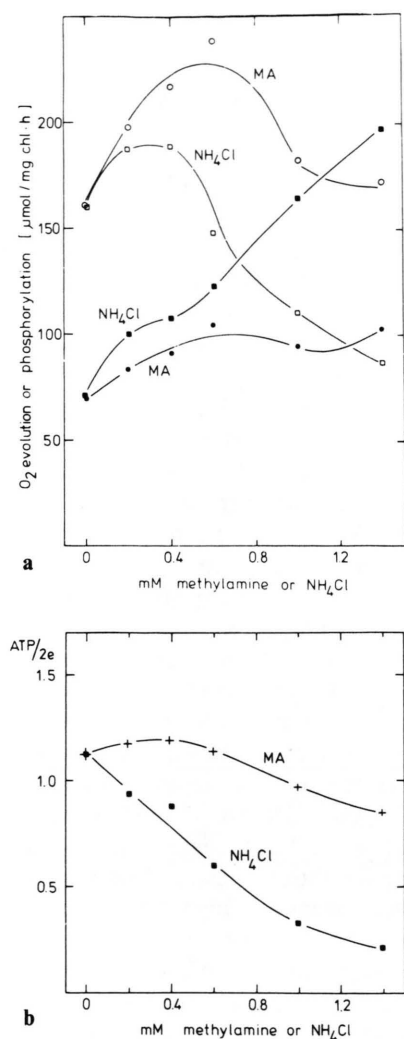 O₂ evolution or phosphorylation [ µmol / mg chl · h ]
200
150
100
50
MA
NH₄Cl
NH₄Cl
MA
0
0.4
0.8
1.2
a
mM methylamine or NH₄Cl
ATP/2e
1.5
1.0
0.5
MA
NH₄Cl
0
0.4
0.8
1.2
b
mM methylamine or NH₄Cl